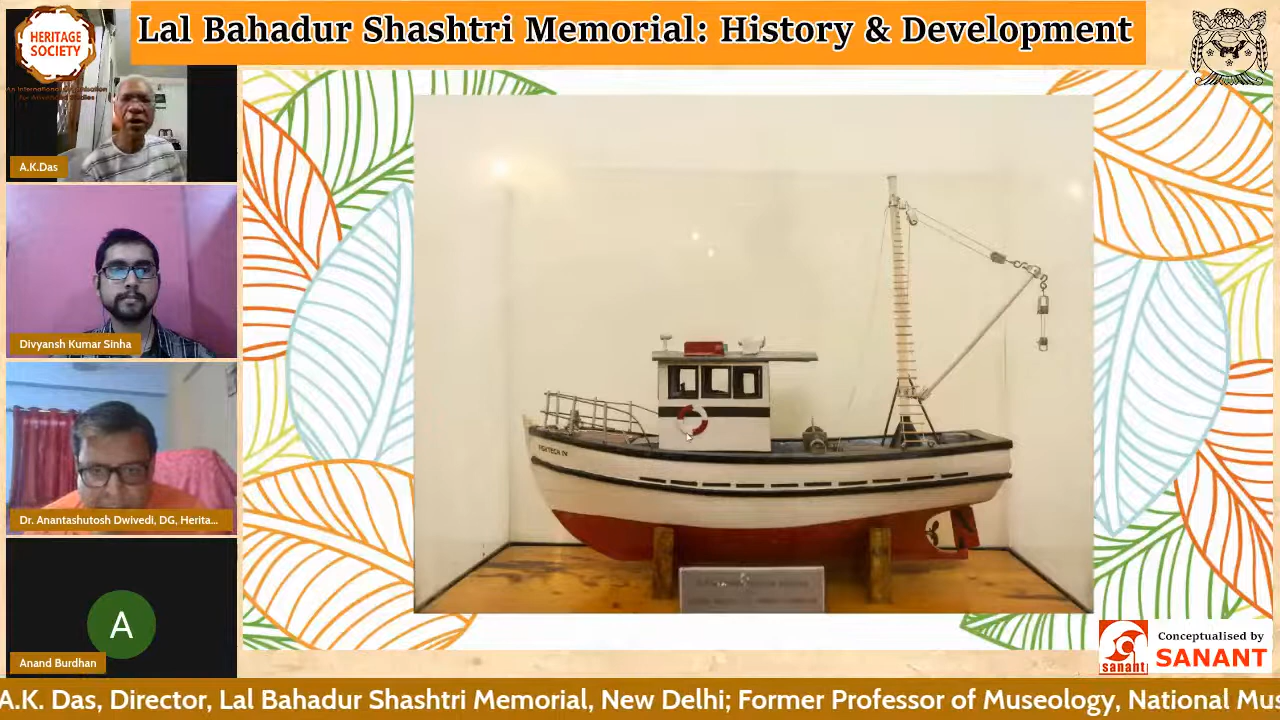 Lal Bahadur Shashtri Memorial: History & Development
HERITAGE
SOCIETY
A.K.Das
Divyansh Kumar Sinha
Dr. Anantashutosh Dwivedi, DG, Herita...
A
Anand Burdhan
sanant
Conceptualised by
SANANT
A.K. Das, Director, Lal Bahadur Shashtri Memorial, New Delhi; Former Professor of Museology, National Mus